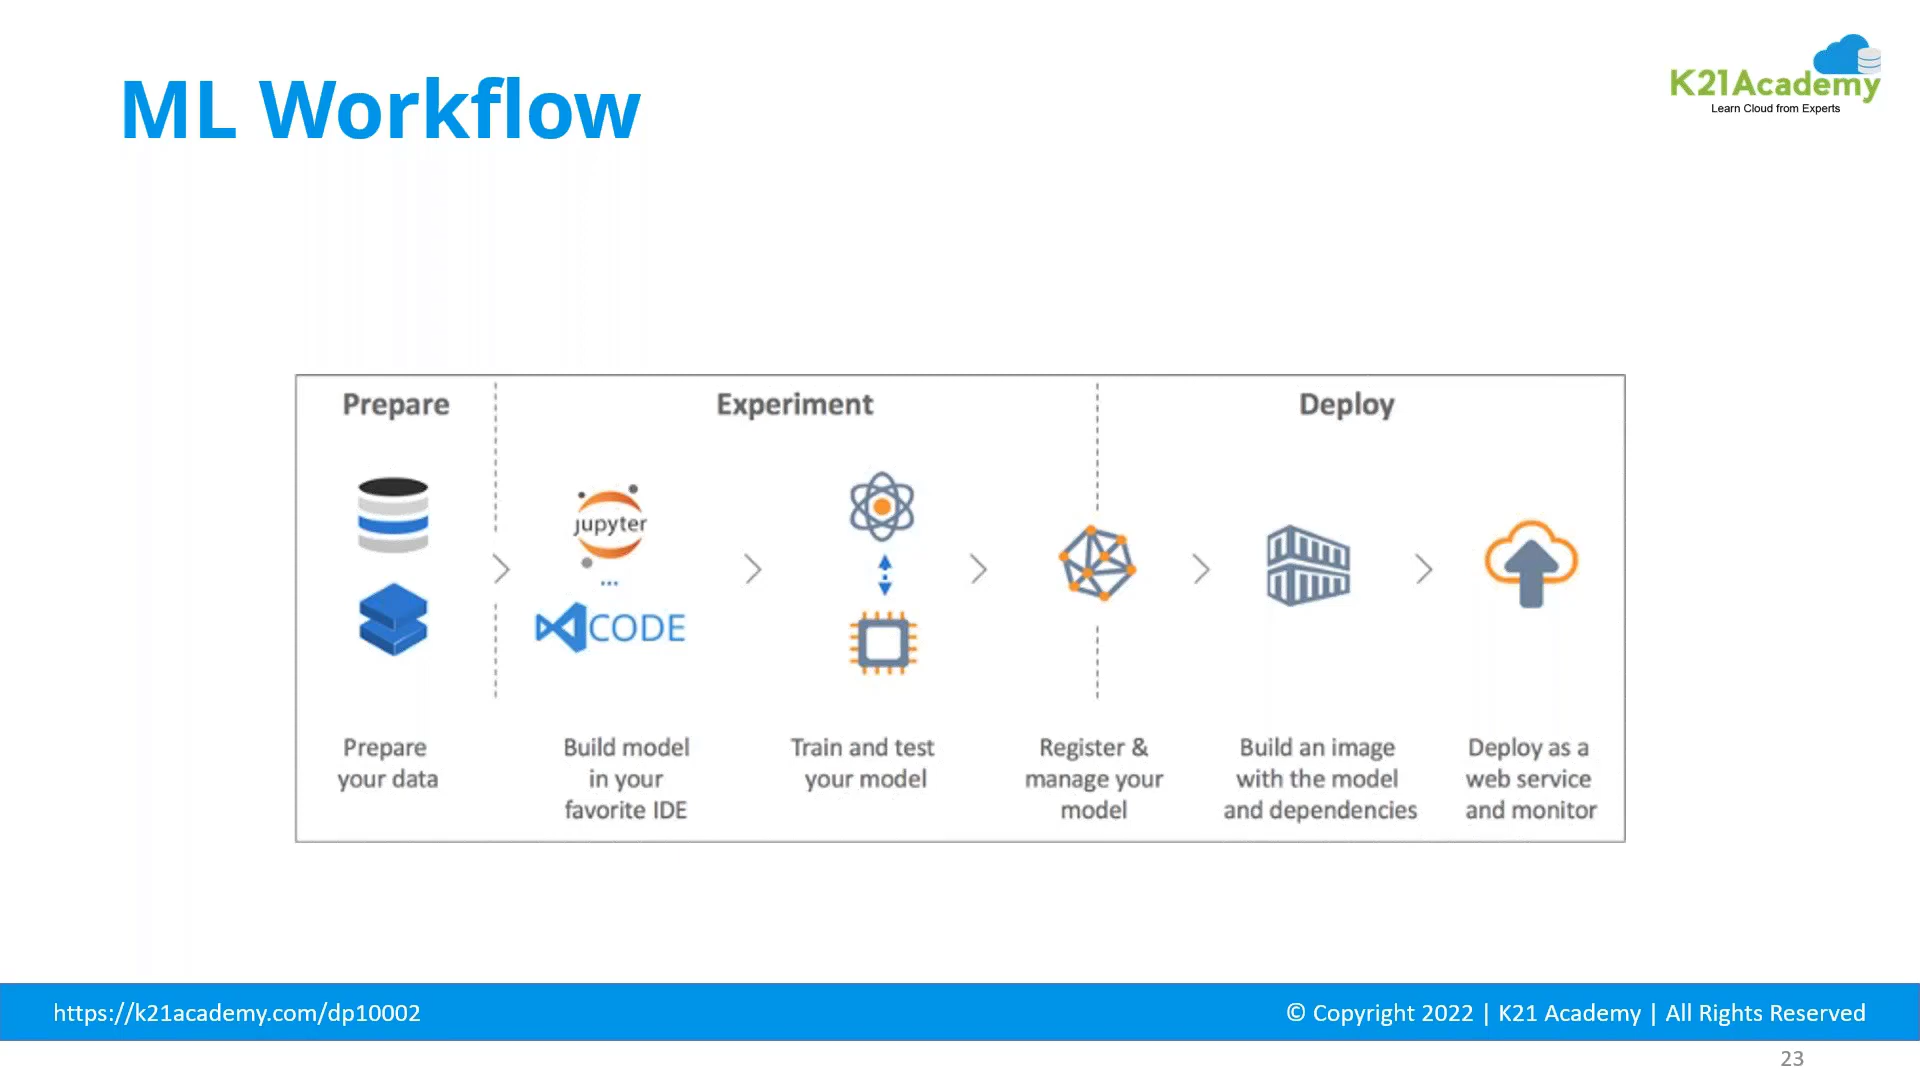 ML Workflow
K21Academy
Learn Cloud from Experts
Prepare
Experiment
Deploy
jupyter
...
CODE
Prepare
your data
Build model
in your
favorite IDE
Train and test
your model
Register &
manage your
model
Build an image
with the model
and dependencies
Deploy as a
web service
and monitor
https://k21academy.com/dp10002
© Copyright 2022 | K21 Academy | All Rights Reserved
23